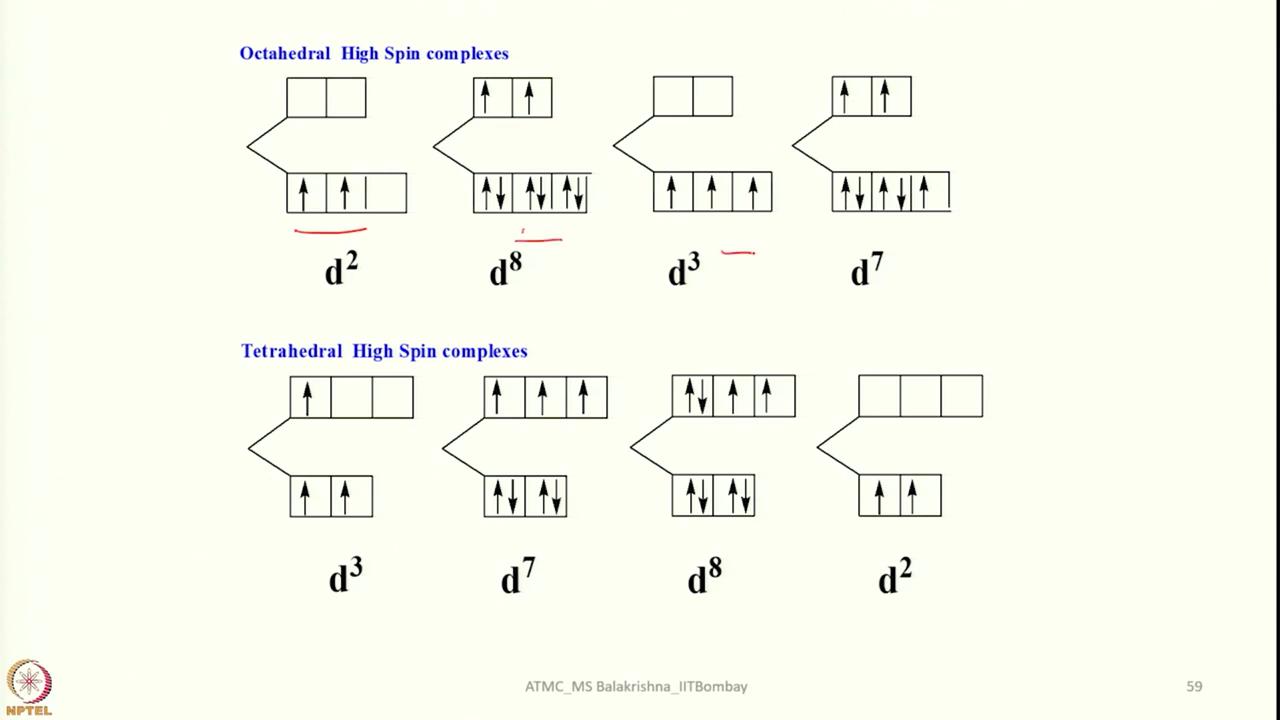 Octahedral High Spin complexes
d² d⁸ d³ d⁷
Tetrahedral High Spin complexes
d³ d⁷ d⁸ d²
NPTEL
ATMC_MS Balakrishna_IITBombay
59